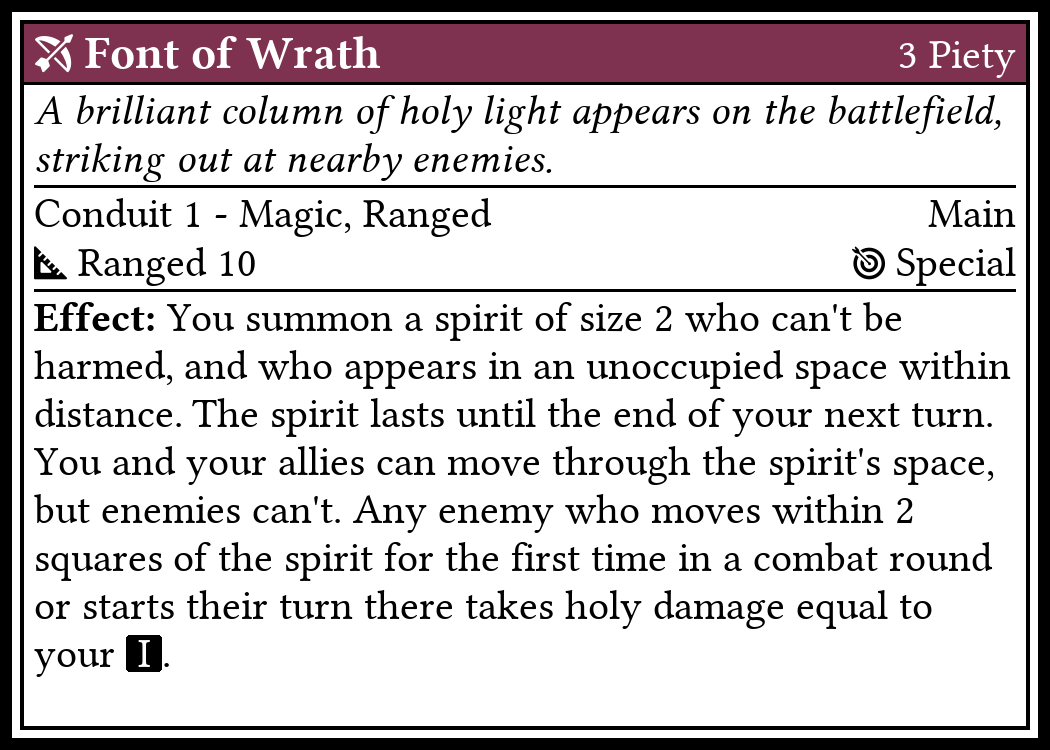 Font of Wrath 3 Piety
A brilliant column of holy light appears on the battlefield,
striking out at nearby enemies.
Conduit 1 - Magic, Ranged Main
Ranged 10 Special
Effect: You summon a spirit of size 2 who can't be
harmed, and who appears in an unoccupied space within
distance. The spirit lasts until the end of your next turn.
You and your allies can move through the spirit's space,
but enemies can't. Any enemy who moves within 2
squares of the spirit for the first time in a combat round
or starts their turn there takes holy damage equal to
your I.